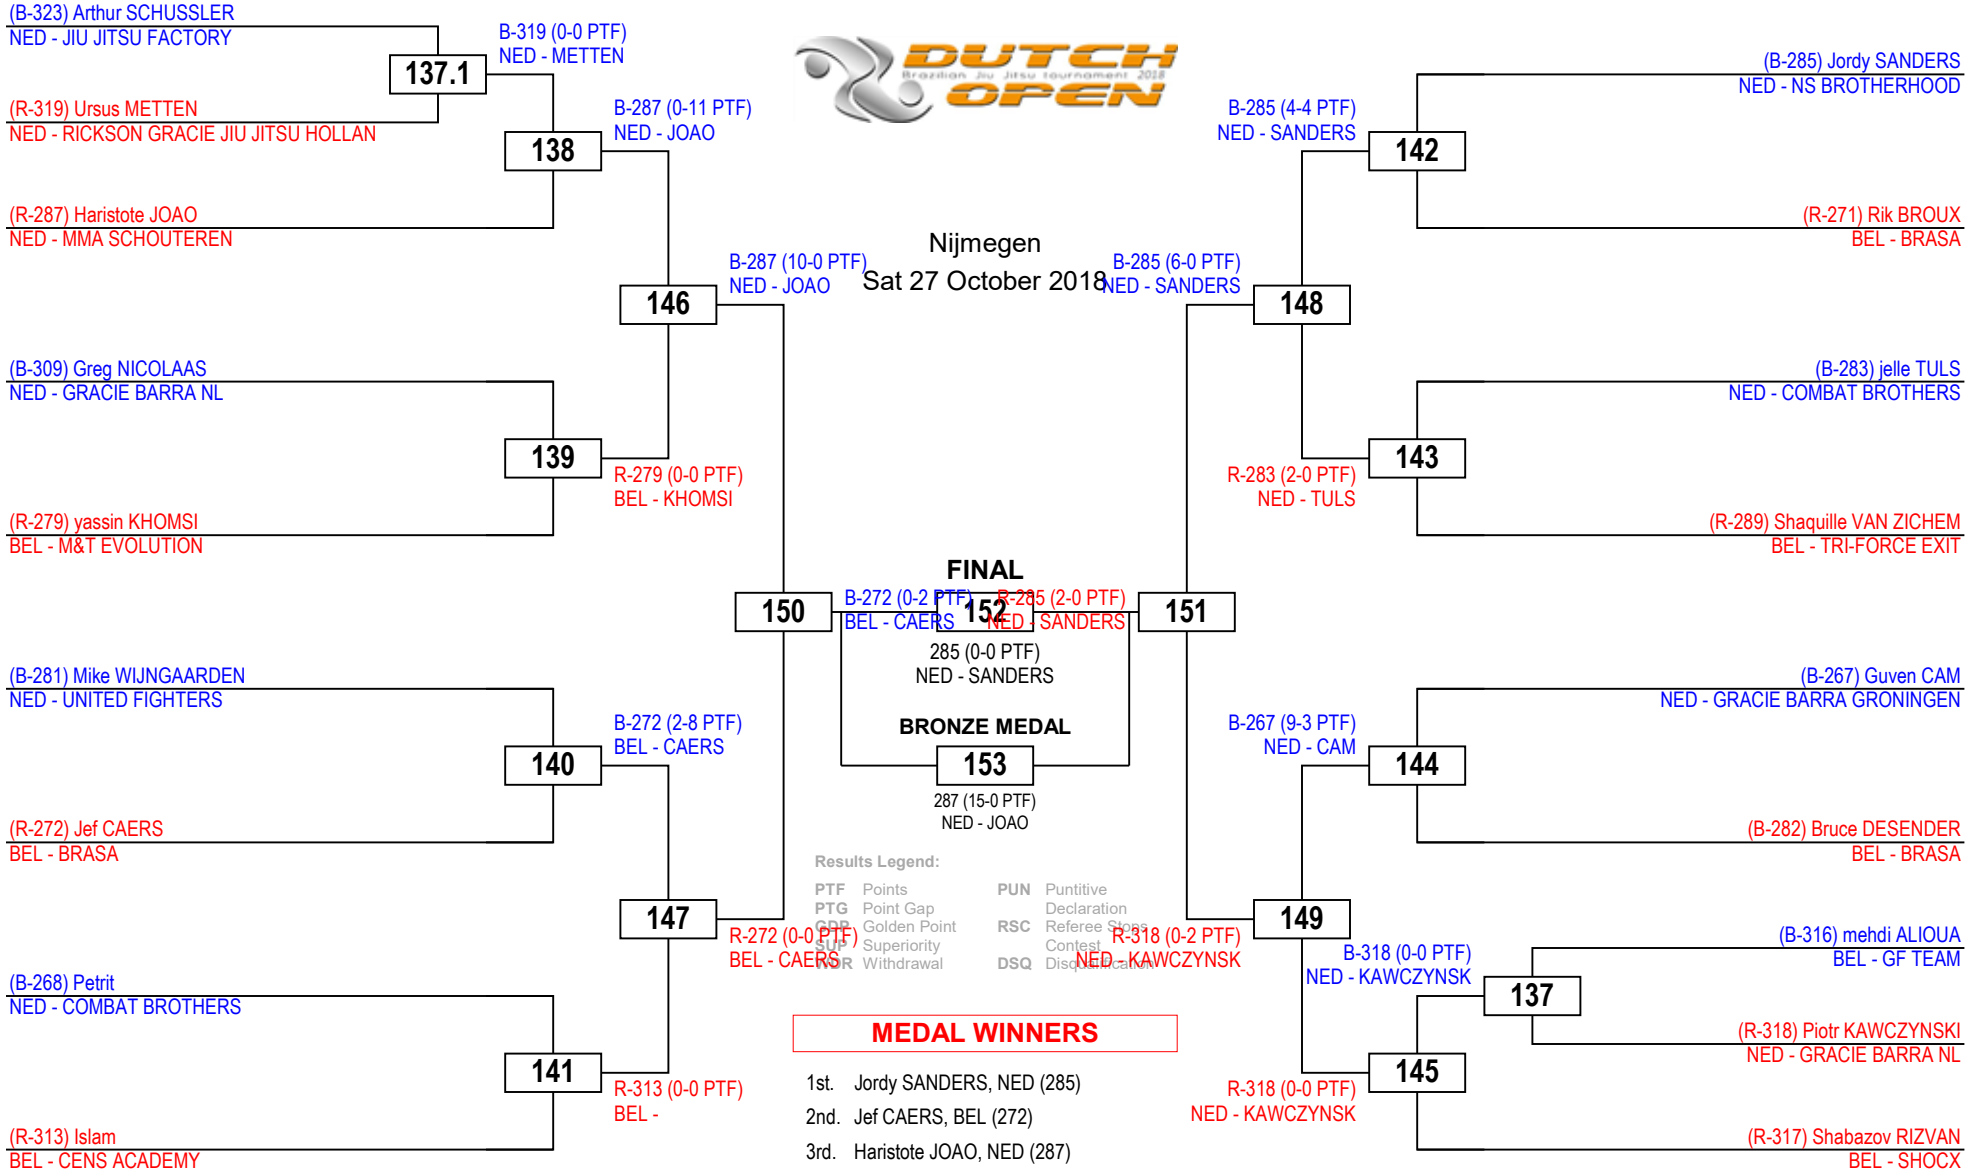 (B-323) Arthur SCHUSSLER
NED - JIU JITSU FACTORY
137.1
(R-319) Ursus METTEN
NED - RICKSON GRACIE JIU JITSU HOLLAN
B-319 (0-0 PTF)
NED - METTEN
138
(R-287) Haristote JOAO
NED - MMA SCHOUTEREN
B-287 (0-11 PTF)
NED - JOAO
146
(B-309) Greg NICOLAAS
NED - GRACIE BARRA NL
139
(R-279) yassin KHOMSI
BEL - M&T EVOLUTION
R-279 (0-0 PTF)
BEL - KHOMSI
B-287 (10-0 PTF)
NED - JOAO
150
(B-281) Mike WIJNGAARDEN
NED - UNITED FIGHTERS
140
(R-272) Jef CAERS
BEL - BRASA
B-272 (2-8 PTF)
BEL - CAERS
147
(B-268) Petrit
NED - COMBAT BROTHERS
141
(R-313) Islam
BEL - CENS ACADEMY
R-313 (0-0 PTF)
BEL -
R-272 (0-0 PTF)
BEL - CAERS
DUTCH
Brazilian Jiu Jitsu tournament 2018
OPEN
Nijmegen
Sat 27 October 2018
FINAL
B-272 (0-2 PTF)
BEL - CAERS
152
R-285 (2-0 PTF)
NED - SANDERS
285 (0-0 PTF)
NED - SANDERS
BRONZE MEDAL
153
287 (15-0 PTF)
NED - JOAO
Results Legend:
PTF Points
PTG Point Gap
GDP Golden Point
SUP Superiority
WDR Withdrawal
PUN Puntitive
Declaration
RSC Referee Stops
Contest
DSQ Disqualification
MEDAL WINNERS
1st. Jordy SANDERS, NED (285)
2nd. Jef CAERS, BEL (272)
3rd. Haristote JOAO, NED (287)
(B-285) Jordy SANDERS
NED - NS BROTHERHOOD
B-285 (4-4 PTF)
NED - SANDERS
142
(R-271) Rik BROUX
BEL - BRASA
B-285 (6-0 PTF)
NED - SANDERS
148
(B-283) jelle TULS
NED - COMBAT BROTHERS
143
R-283 (2-0 PTF)
NED - TULS
(R-289) Shaquille VAN ZICHEM
BEL - TRI-FORCE EXIT
151
(B-267) Guven CAM
NED - GRACIE BARRA GRONINGEN
B-267 (9-3 PTF)
NED - CAM
144
(B-282) Bruce DESENDER
BEL - BRASA
149
R-318 (0-2 PTF)
NED - KAWCZYNSK
B-318 (0-0 PTF)
NED - KAWCZYNSK
(B-316) mehdi ALIOUA
BEL - GF TEAM
137
(R-318) Piotr KAWCZYNSKI
NED - GRACIE BARRA NL
145
R-318 (0-0 PTF)
NED - KAWCZYNSK
(R-317) Shabazov RIZVAN
BEL - SHOCX